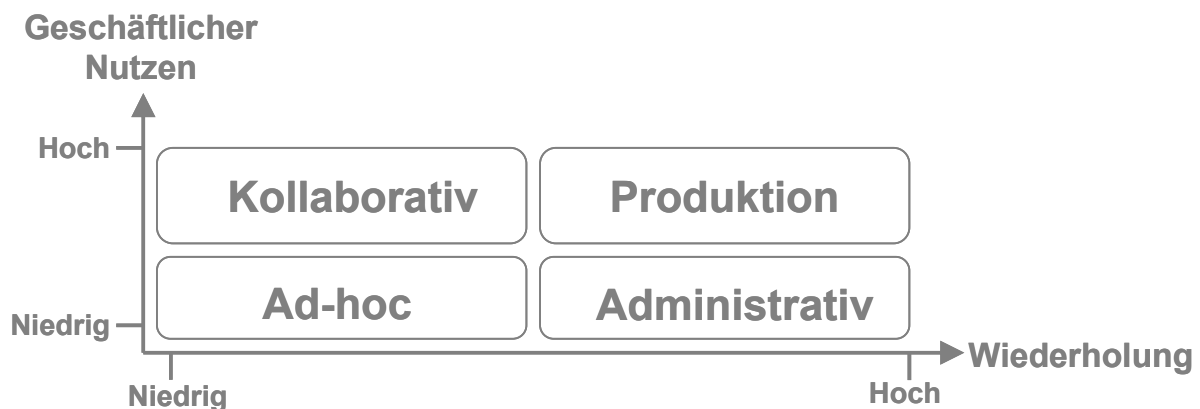 Geschäftlicher
Nutzen
Hoch
Kollaborativ
Produktion
Ad-hoc
Administrativ
Niedrig
Wiederholung
Niedrig
Hoch